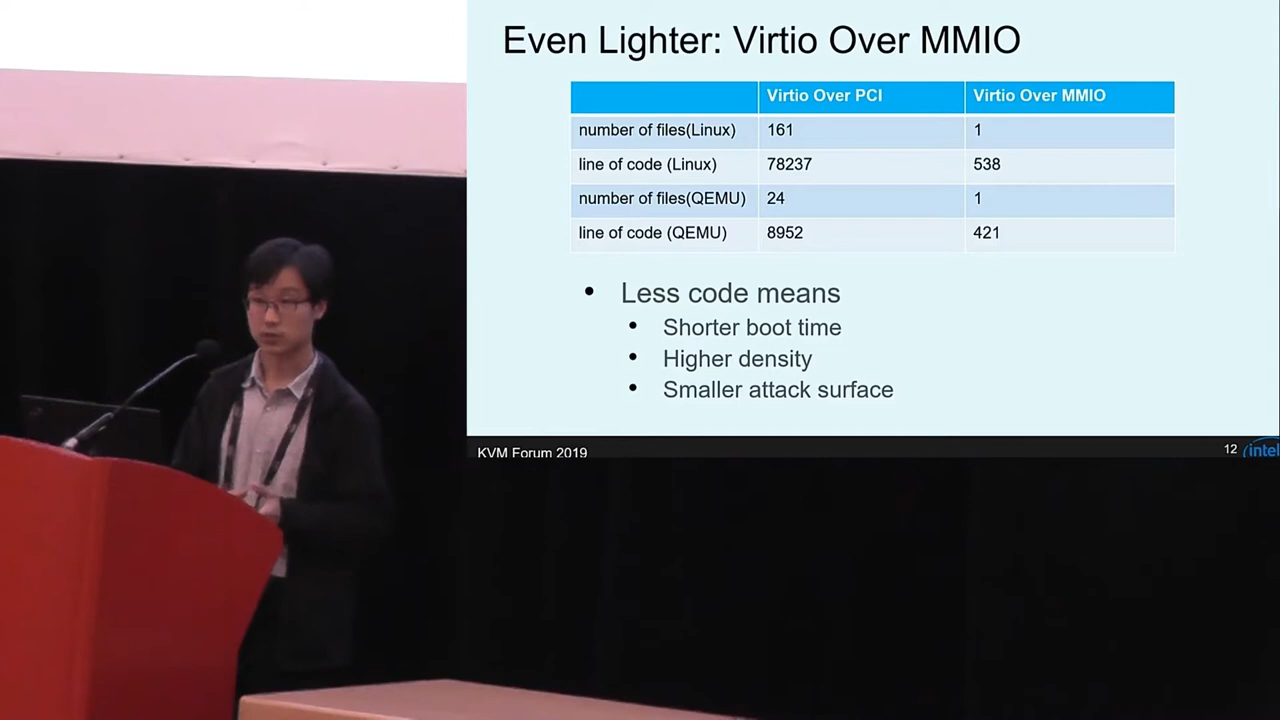 Even Lighter: Virtio Over MMIO
Virtio Over PCI Virtio Over MMIO
number of files(Linux) 161 1
line of code (Linux) 78237 538
number of files(QEMU) 24 1
line of code (QEMU) 8952 421
• Less code means
• Shorter boot time
• Higher density
• Smaller attack surface
KVM Forum 2019 12 intel